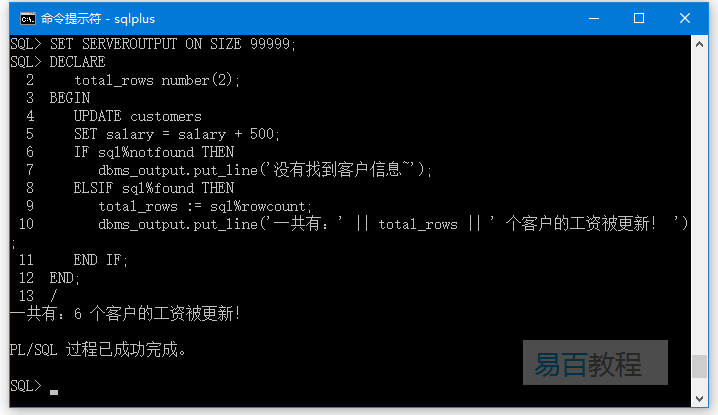 命令提示符 - sqlplus
SQL> SET SERVEROUTPUT ON SIZE 99999;
SQL> DECLARE
  2     total_rows number(2);
  3  BEGIN
  4     UPDATE customers
  5     SET salary = salary + 500;
  6     IF sql%notfound THEN
  7        dbms_output.put_line('没有找到客户信息~');
  8     ELSIF sql%found THEN
  9        total_rows := sql%rowcount;
 10        dbms_output.put_line('一共有：' || total_rows || ' 个客户的工资被更新! ')
;
 11     END IF;
 12  END;
 13  /
一共有：6 个客户的工资被更新!
PL/SQL 过程已成功完成。
SQL>
易百教程